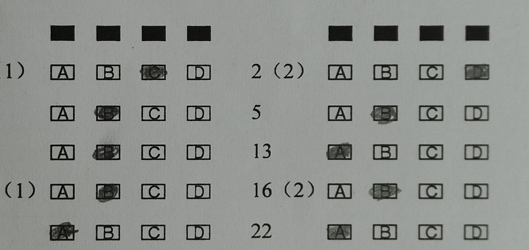 1) A B C D 2 (2) A B C D
A B C D 5 A B C D
A B C D 13 A B C D
(1) A B C D 16 (2) A B C D
A B C D 22 A B C D